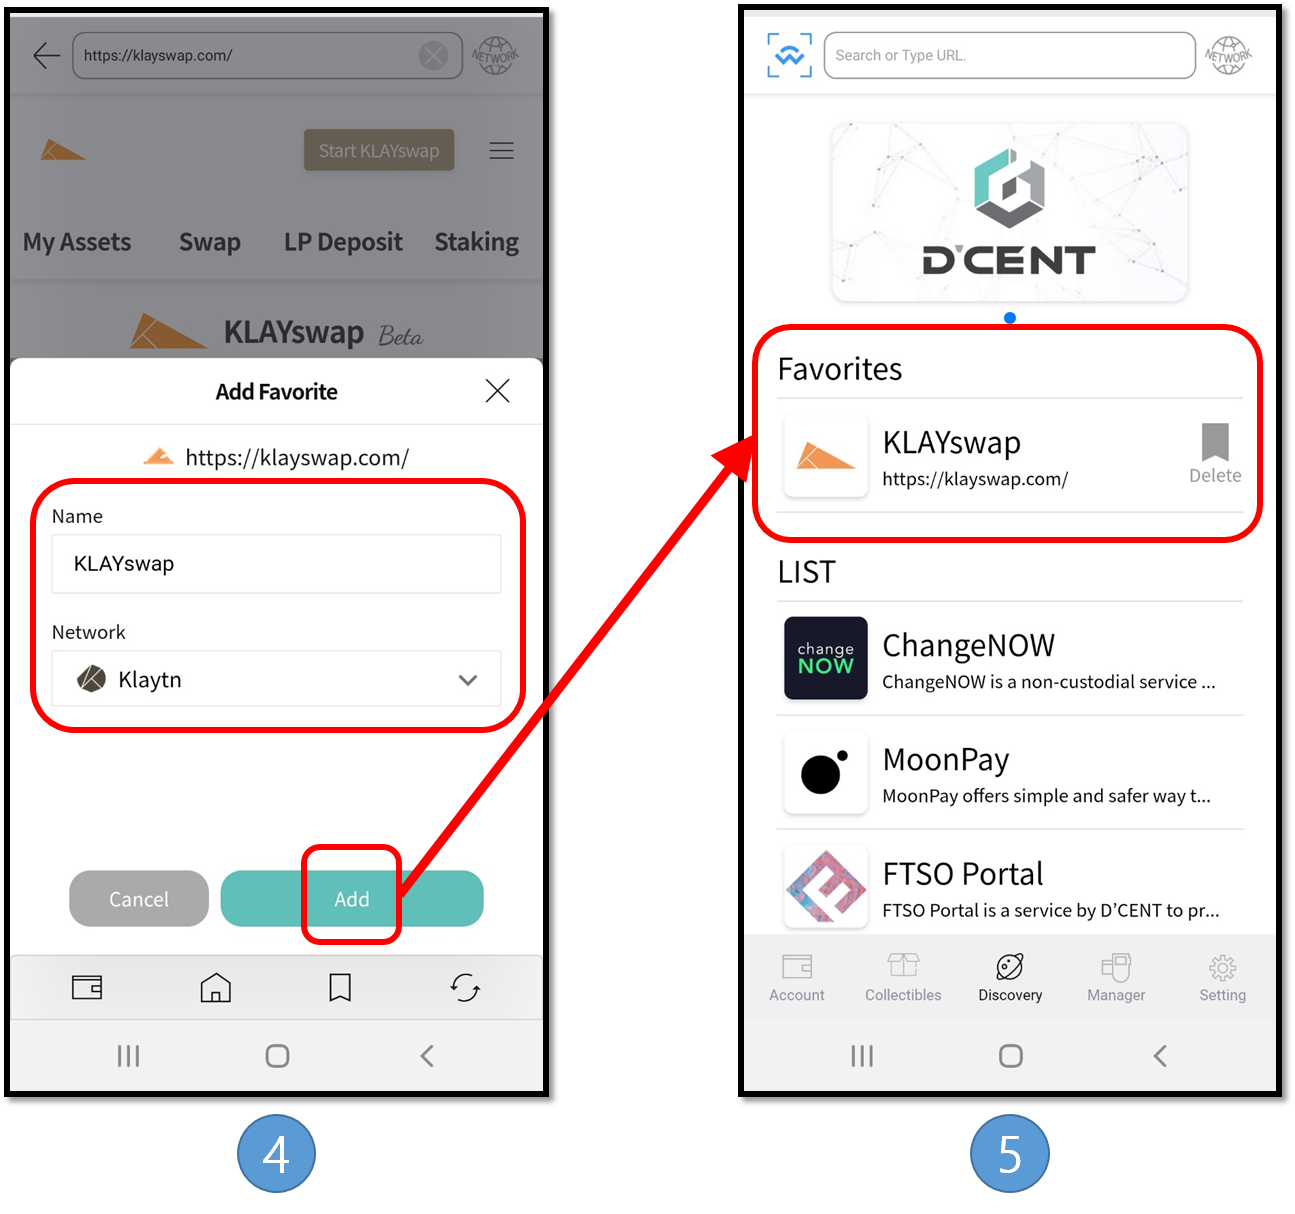 https://klayswap.com/
NETWORK
Start KLAYswap
My Assets Swap LP Deposit Staking
KLAYswap Beta
Add Favorite
https://klayswap.com/
Name
KLAYswap
Network
Klaytn
Cancel Add
4
Search or Type URL.
NETWORK
D'CENT
Favorites
KLAYswap
https://klayswap.com/
Delete
LIST
change
NOW
ChangeNOW
ChangeNOW is a non-custodial service ...
MoonPay
MoonPay offers simple and safer way t...
FTSO Portal
FTSO Portal is a service by D’CENT to pr...
Account Collectibles Discovery Manager Setting
5